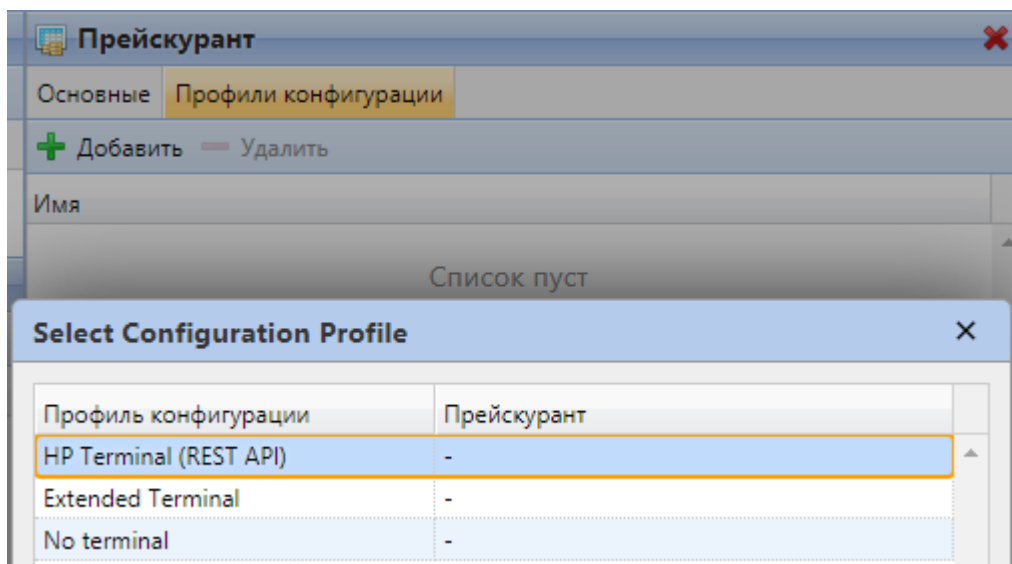 Прейскурант
Основные Профили конфигурации
Добавить Удалить
Имя
Список пуст
Select Configuration Profile
Профиль конфигурации Прейскурант
HP Terminal (REST API) -
Extended Terminal -
No terminal -